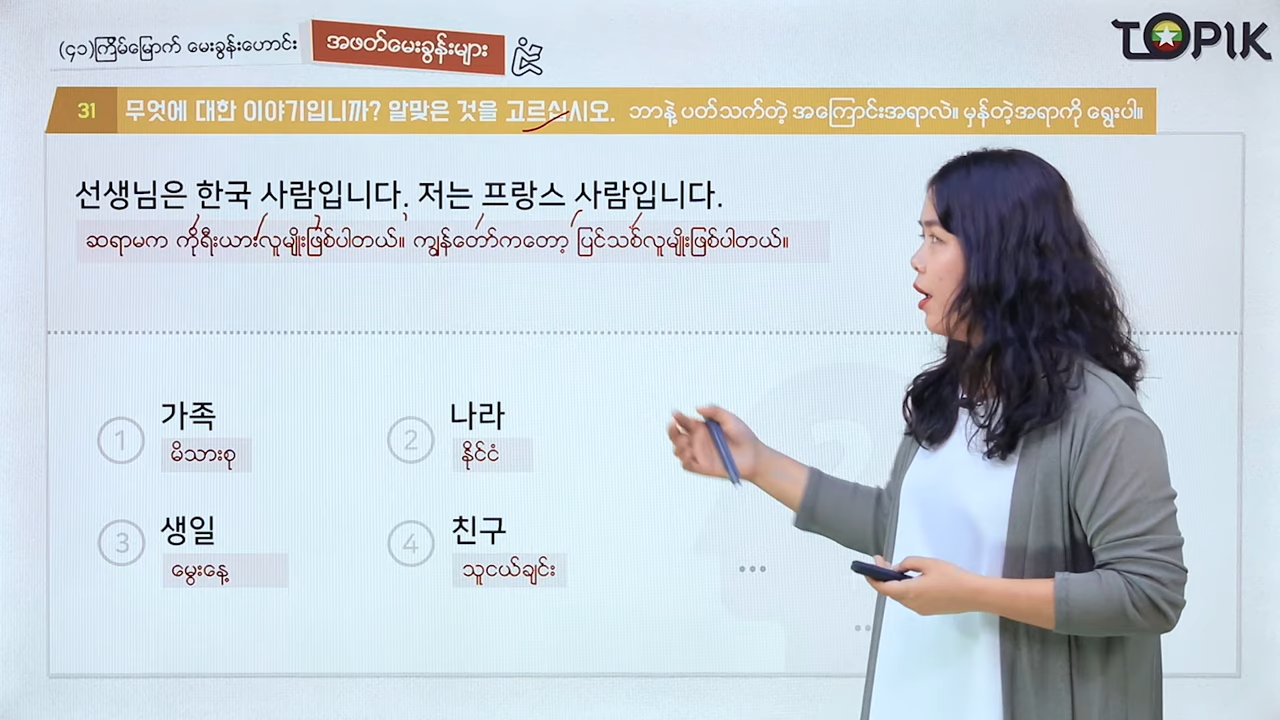 (၄၁)ကြိမ်မြောက် မေးခွန်းဟောင်း အဖတ်မေးခွန်းများ
TOPIK
31 무엇에 대한 이야기입니까? 알맞은 것을 고르십시오. ဘာနဲ့ ပတ်သက်တဲ့ အကြောင်းအရာလဲ။ မှန်တဲ့အရာကို ရွေးပါ။
선생님은 한국 사람입니다. 저는 프랑스 사람입니다.
ဆရာမက ကိုရီးယားလူမျိုးဖြစ်ပါတယ်။ ကျွန်တော်ကတော့ ပြင်သစ်လူမျိုးဖြစ်ပါတယ်။
1 가족 2 나라
မိသားစု နိုင်ငံ
3 생일 4 친구
မွေးနေ့ သူငယ်ချင်း